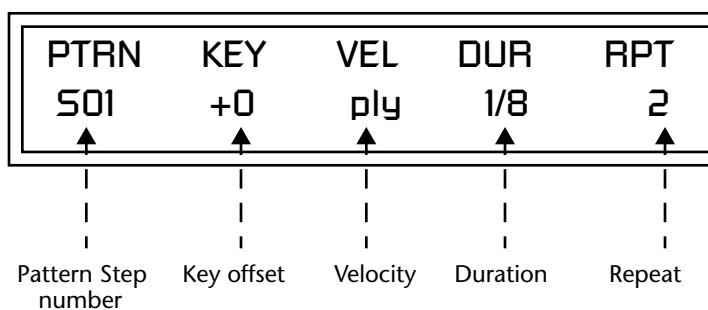 PTRN KEY VEL DUR RPT
S01 +0 ply 1/8 2
Pattern Step Key offset Velocity Duration Repeat
number